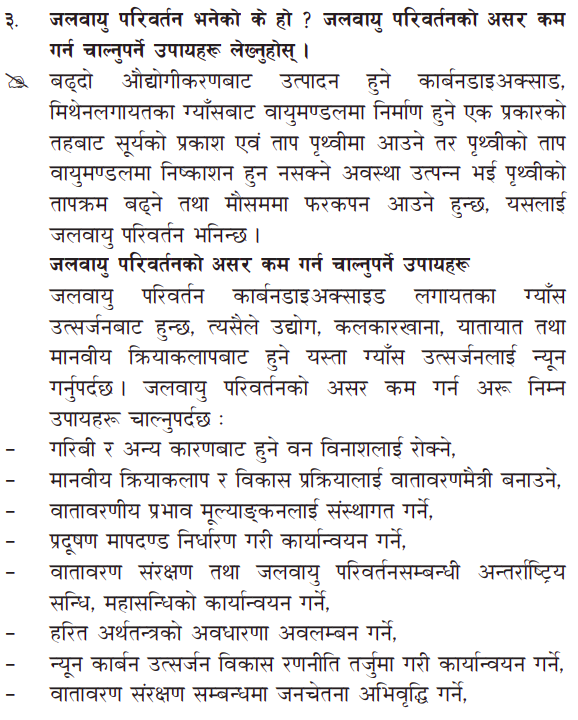 ३. जलवायु परिवर्तन भनेको के हो ? जलवायु परिवर्तनको असर कम
गर्न चाल्नुपर्ने उपायहरू लेख्नुहोस् ।
बढ्दो औद्योगीकरणबाट उत्पादन हुने कार्बनडाइअक्साड,
मिथेनलगायतका ग्याँसबाट वायुमण्डलमा निर्माण हुने एक प्रकारको
तहबाट सूर्यको प्रकाश एवं ताप पृथ्वीमा आउने तर पृथ्वीको ताप
वायुमण्डलमा निष्काशन हुन नसक्ने अवस्था उत्पन्न भई पृथ्वीको
तापक्रम बढ्ने तथा मौसममा फरकपन आउने हुन्छ, यसलाई
जलवायु परिवर्तन भनिन्छ ।
जलवायु परिवर्तनको असर कम गर्न चाल्नुपर्ने उपायहरू
जलवायु परिवर्तन कार्बनडाइअक्साइड लगायतका ग्याँस
उत्सर्जनबाट हुन्छ, त्यसैले उद्योग, कलकारखाना, यातायात तथा
मानवीय क्रियाकलापबाट हुने यस्ता ग्याँस उत्सर्जनलाई न्यून
गर्नुपर्दछ । जलवायु परिवर्तनको असर कम गर्न अरू निम्न
उपायहरू चाल्नुपर्दछ :
– गरिबी र अन्य कारणबाट हुने वन विनाशलाई रोक्ने,
– मानवीय क्रियाकलाप र विकास प्रक्रियालाई वातावरणमैत्री बनाउने,
– वातावरणीय प्रभाव मूल्याङ्कनलाई संस्थागत गर्ने,
– प्रदूषण मापदण्ड निर्धारण गरी कार्यान्वयन गर्ने,
– वातावरण संरक्षण तथा जलवायु परिवर्तनसम्बन्धी अन्तर्राष्ट्रिय
सन्धि, महासन्धिको कार्यान्वयन गर्ने,
– हरित अर्थतन्त्रको अवधारणा अवलम्बन गर्ने,
– न्यून कार्बन उत्सर्जन विकास रणनीति तर्जुमा गरी कार्यान्वयन गर्ने,
– वातावरण संरक्षण सम्बन्धमा जनचेतना अभिवृद्धि गर्ने,